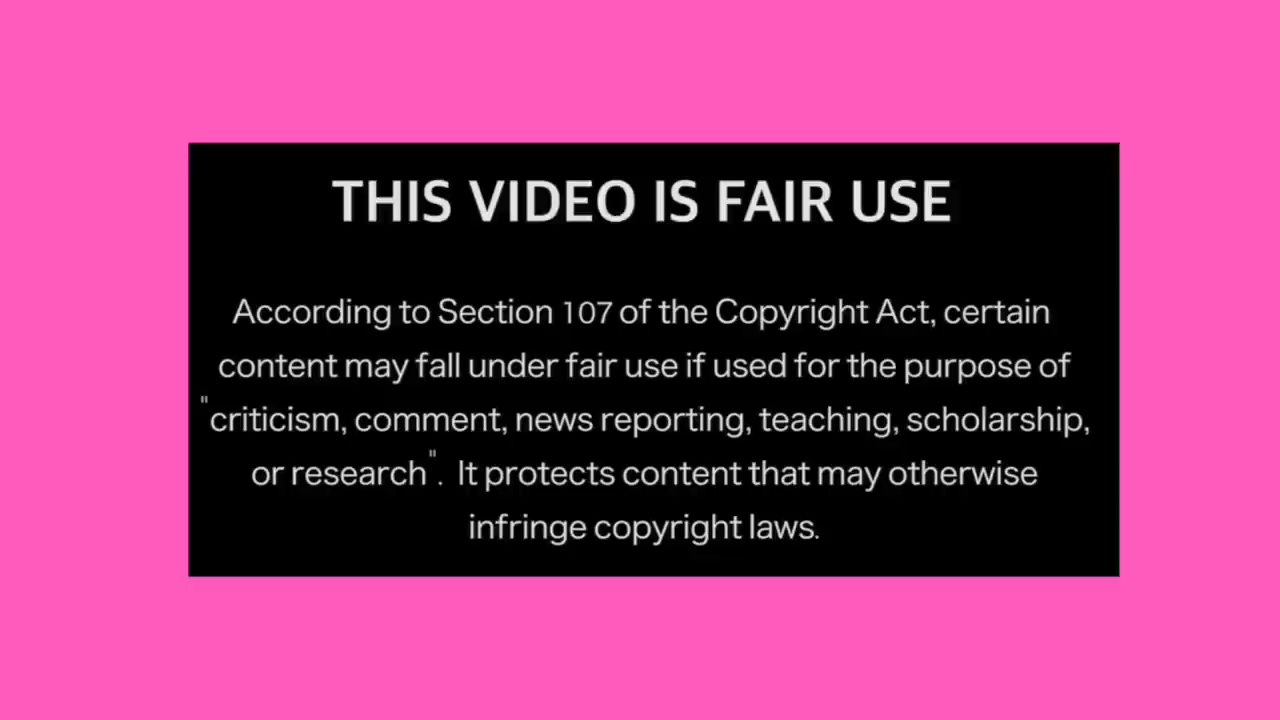 THIS VIDEO IS FAIR USE
According to Section 107 of the Copyright Act, certain
content may fall under fair use if used for the purpose of
"criticism, comment, news reporting, teaching, scholarship,
or research". It protects content that may otherwise
infringe copyright laws.